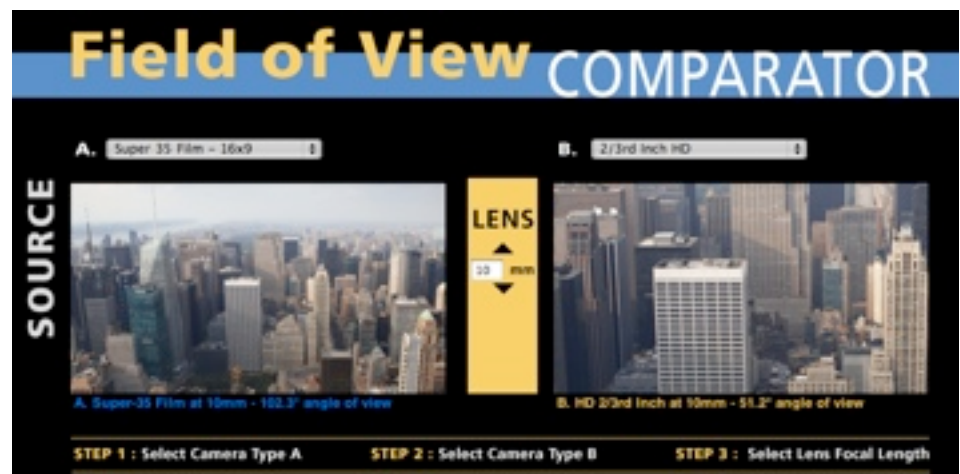 Field of View COMPARATOR
A. Super 35 Film - 16x9
B. 2/3rd Inch HD
SOURCE
LENS
10 mm
A. Super-35 Film at 10mm - 102.3° angle of view
B. HD 2/3rd Inch at 10mm - 51.2° angle of view
STEP 1 : Select Camera Type A
STEP 2 : Select Camera Type B
STEP 3 : Select Lens Focal Length